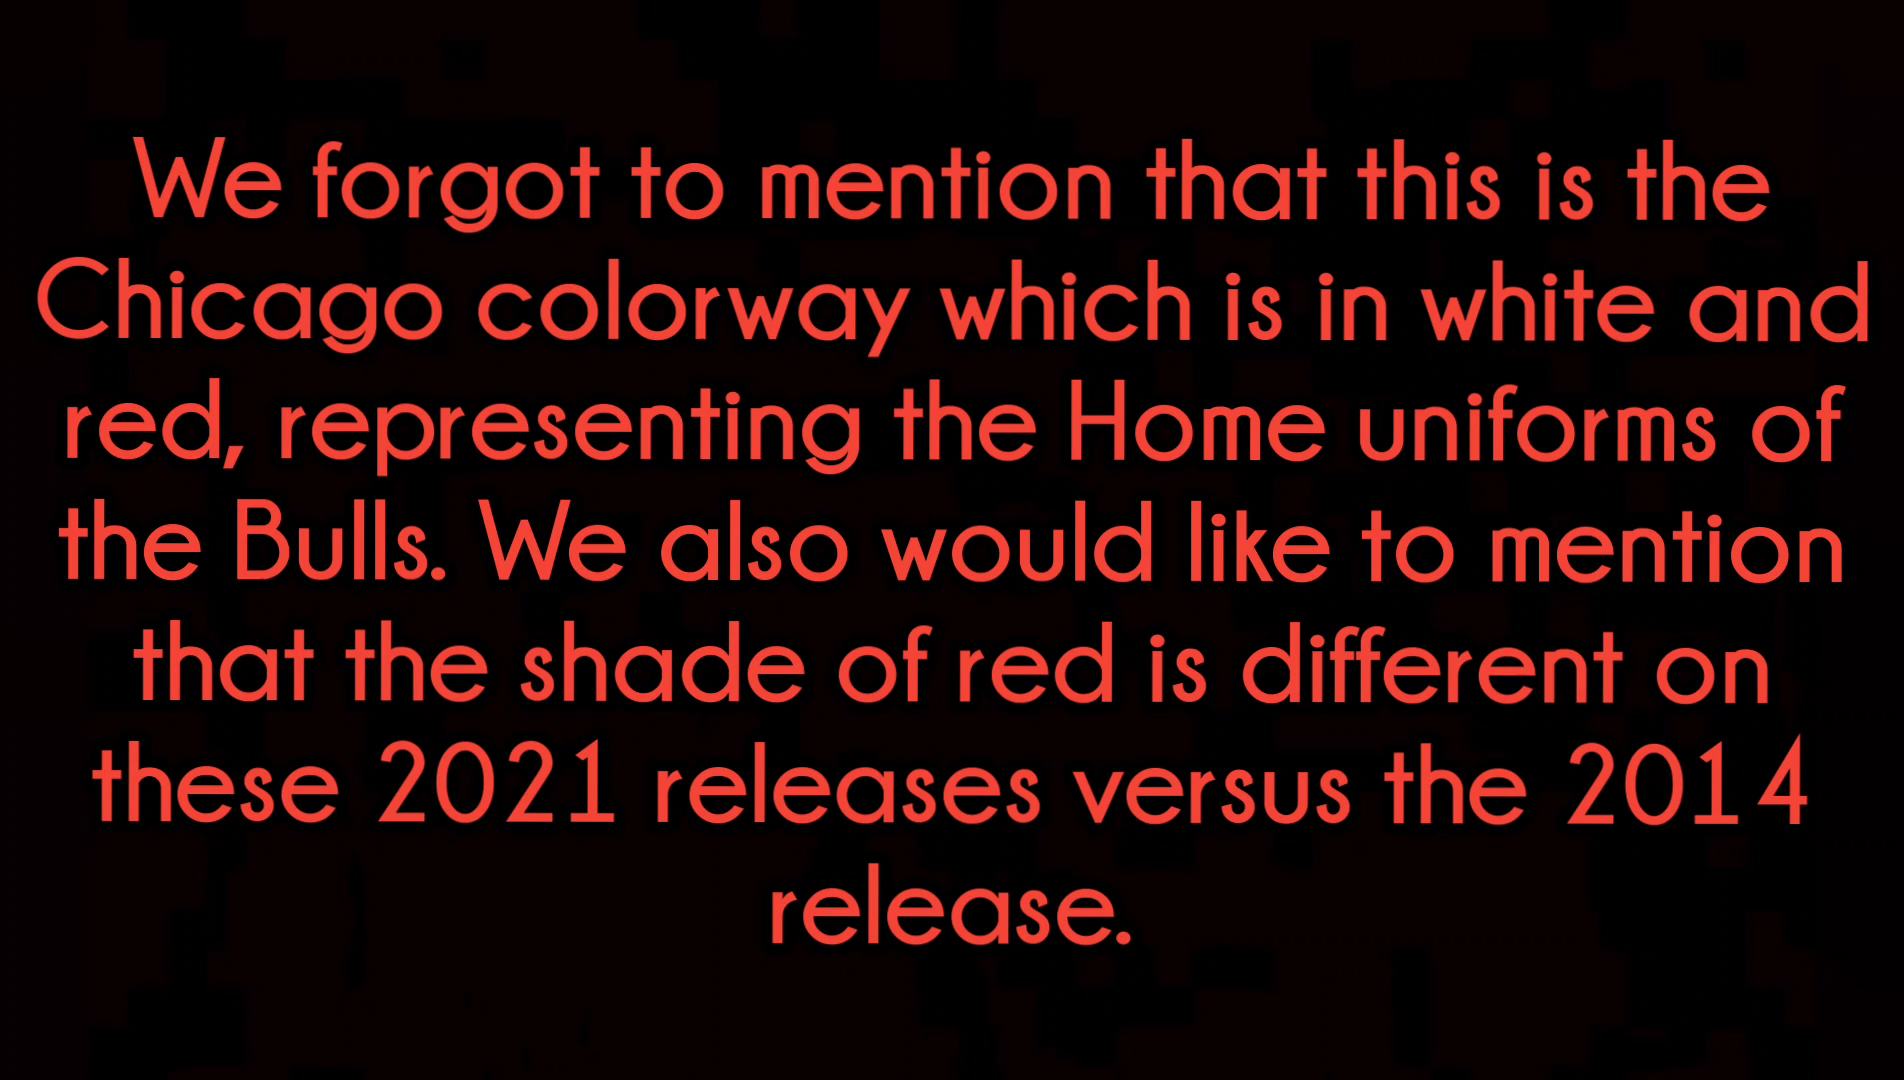 We forgot to mention that this is the
Chicago colorway which is in white and
red, representing the Home uniforms of
the Bulls. We also would like to mention
that the shade of red is different on
these 2021 releases versus the 2014
release.